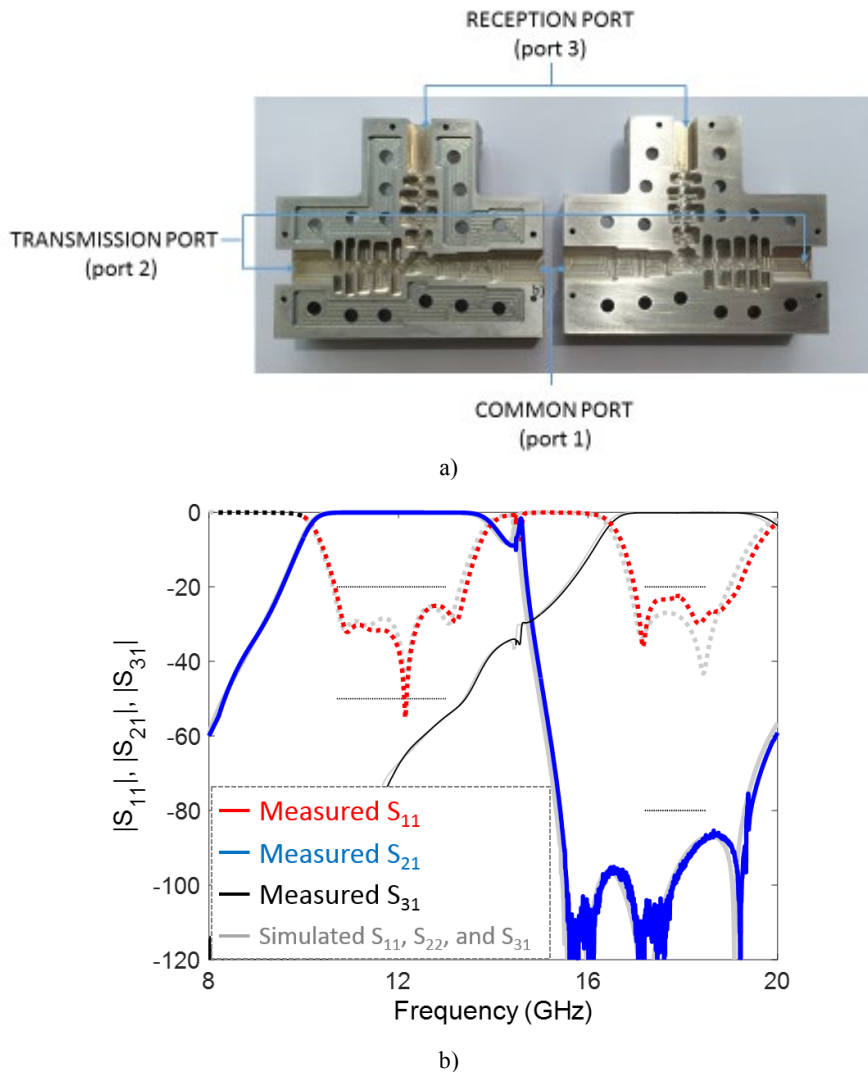 RECEPTION PORT
(port 3)
TRANSMISSION PORT
(port 2)
b)
COMMON PORT
(port 1)
a)
|S11|, |S21|, |S31|
0
-20
-40
-60
-80
-100
-120
Measured S11
Measured S21
Measured S31
Simulated S11, S22, and S31
8
12
16
20
Frequency (GHz)
b)